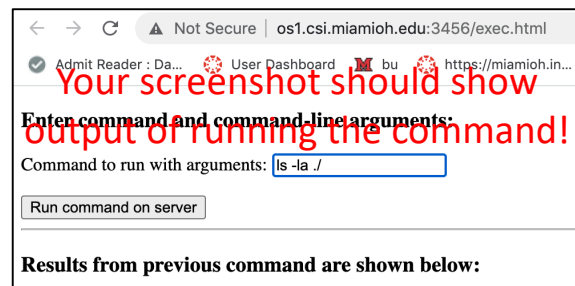 Not Secure | os1.csi.miamioh.edu:3456/exec.html
Admit Reader : Da... User Dashboard M bu https://miamioh.in...
Your screenshot should show
Enter command and command-line arguments:
output of running the command!
Command to run with arguments: ls -la ./
Run command on server
Results from previous command are shown below: